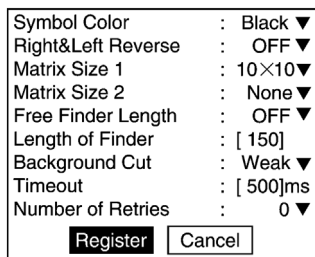 Symbol Color : Black ▼
Right&Left Reverse : OFF ▼
Matrix Size 1 : 10×10▼
Matrix Size 2 : None ▼
Free Finder Length : OFF ▼
Length of Finder : [ 150]
Background Cut : Weak ▼
Timeout : [ 500]ms
Number of Retries : 0 ▼
Register Cancel